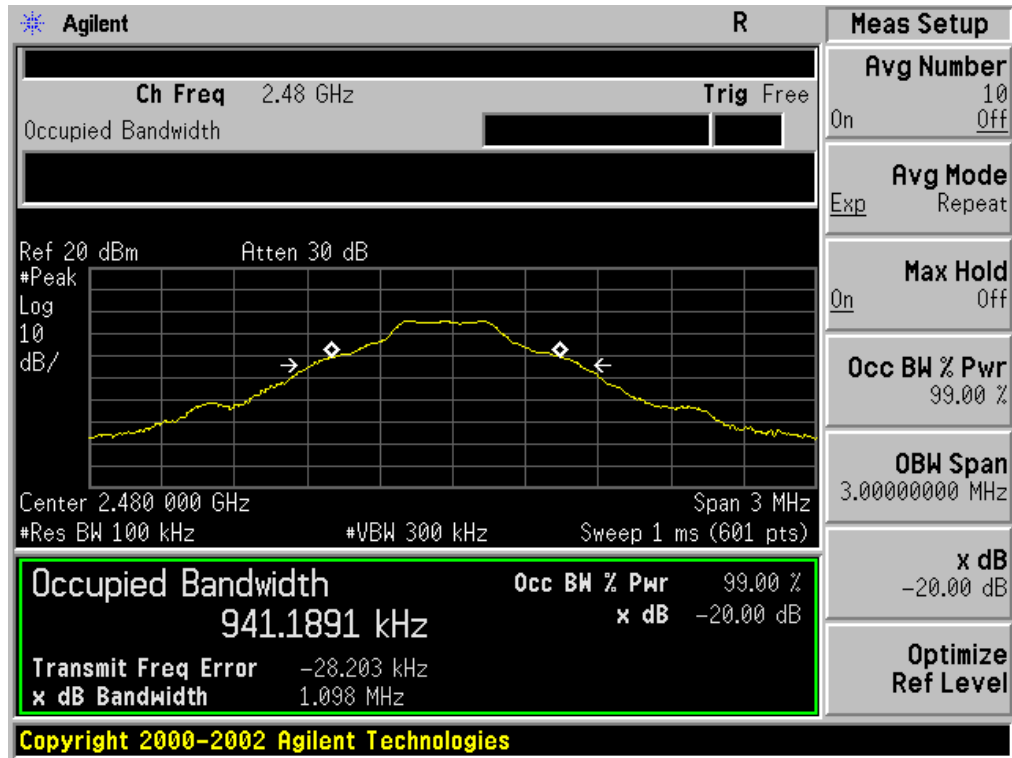 Agilent R Meas Setup
Ch Freq 2.48 GHz Trig Free
Occupied Bandwidth
Ref 20 dBm Atten 30 dB
#Peak
Log
10
dB/
Center 2.480 000 GHz Span 3 MHz
#Res BW 100 kHz #VBW 300 kHz Sweep 1 ms (601 pts)
Occupied Bandwidth Occ BW % Pwr 99.00 %
941.1891 kHz x dB -20.00 dB
Transmit Freq Error -28.203 kHz
x dB Bandwidth 1.098 MHz
Avg Number
10
On Off
Avg Mode
Exp Repeat
Max Hold
On Off
Occ BW % Pwr
99.00 %
OBW Span
3.00000000 MHz
x dB
-20.00 dB
Optimize
Ref Level
Copyright 2000-2002 Agilent Technologies